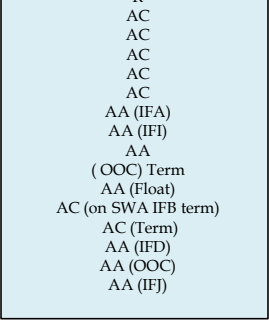 AC
AC
AC
AC
AC
AA (IFA)
AA (IFI)
AA
( OOC) Term
AA (Float)
AC (on SWA IFB term)
AC (Term)
AA (IFD)
AA (OOC)
AA (IFJ)